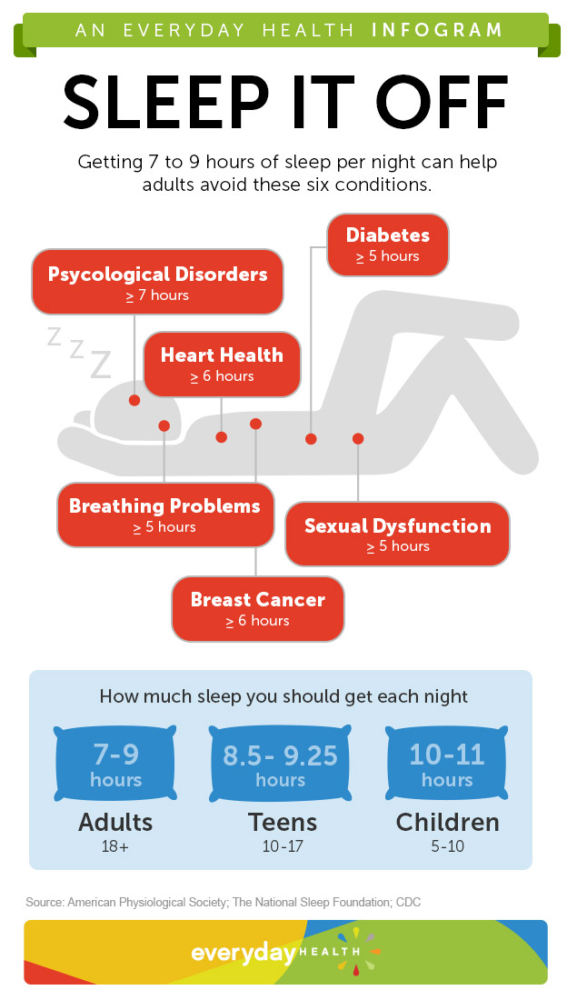 AN EVERYDAY HEALTH INFOGRAM
SLEEP IT OFF
Getting 7 to 9 hours of sleep per night can help
adults avoid these six conditions.
Diabetes
≥ 5 hours
Psycological Disorders
≥ 7 hours
z z z
Heart Health
≥ 6 hours
Breathing Problems
≥ 5 hours
Sexual Dysfunction
≥ 5 hours
Breast Cancer
≥ 6 hours
How much sleep you should get each night
7-9
hours
Adults
18+
8.5- 9.25
hours
Teens
10-17
10-11
hours
Children
5-10
Source: American Physiological Society; The National Sleep Foundation; CDC
everyday HEALTH